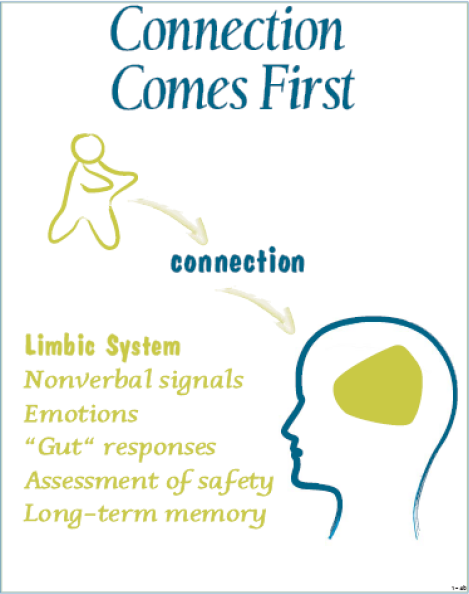 Connection
Comes First
connection
Limbic System
Nonverbal signals
Emotions
“Gut“ responses
Assessment of safety
Long-term memory